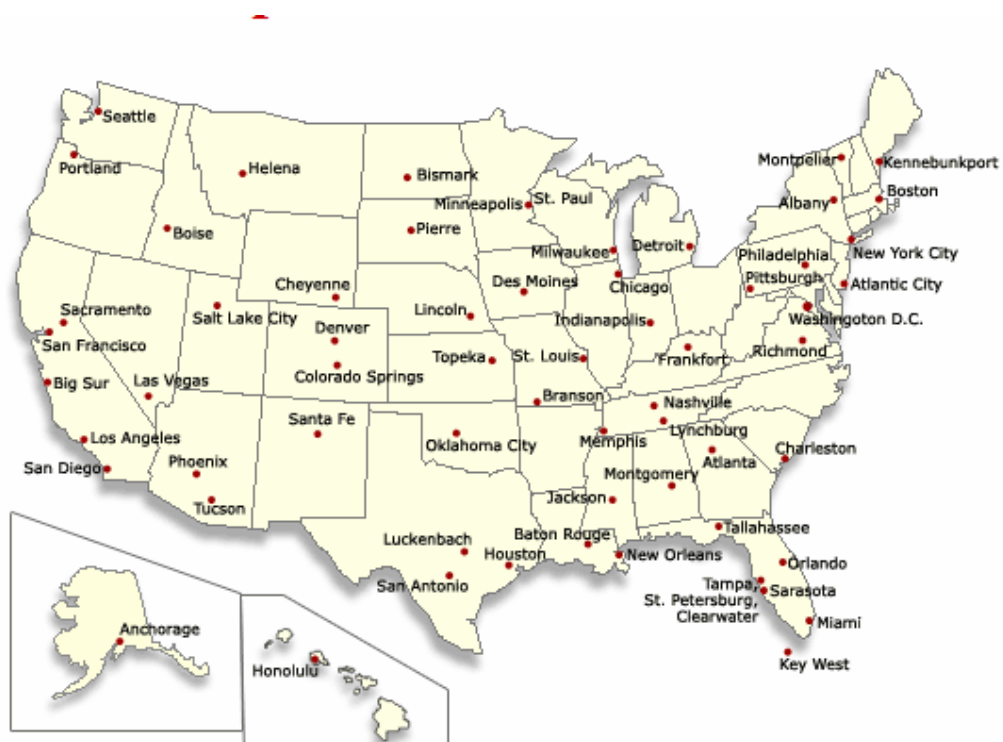 Seattle
Portland
Helena
Bismark
Minneapolis
St. Paul
Montpelier
Kennebunkport
Boston
Albany
Boise
Pierre
Milwaukee
Detroit
New York City
Philadelphia
Pittsburgh
Atlantic City
Cheyenne
Des Moines
Chicago
Sacramento
Salt Lake City
Lincoln
Indianapolis
Washingoton D.C.
San Francisco
Denver
Topeka
St. Louis
Frankfort
Richmond
Big Sur
Las Vegas
Colorado Springs
Branson
Nashville
Santa Fe
Los Angeles
Oklahoma City
Memphis
Lynchburg
Charleston
San Diego
Phoenix
Atlanta
Montgomery
Tucson
Jackson
Luckenbach
Houston
Baton Rouge
New Orleans
Tallahassee
San Antonio
Orlando
Tampa,
St. Petersburg,
Clearwater
Sarasota
Miami
Key West
Anchorage
Honolulu